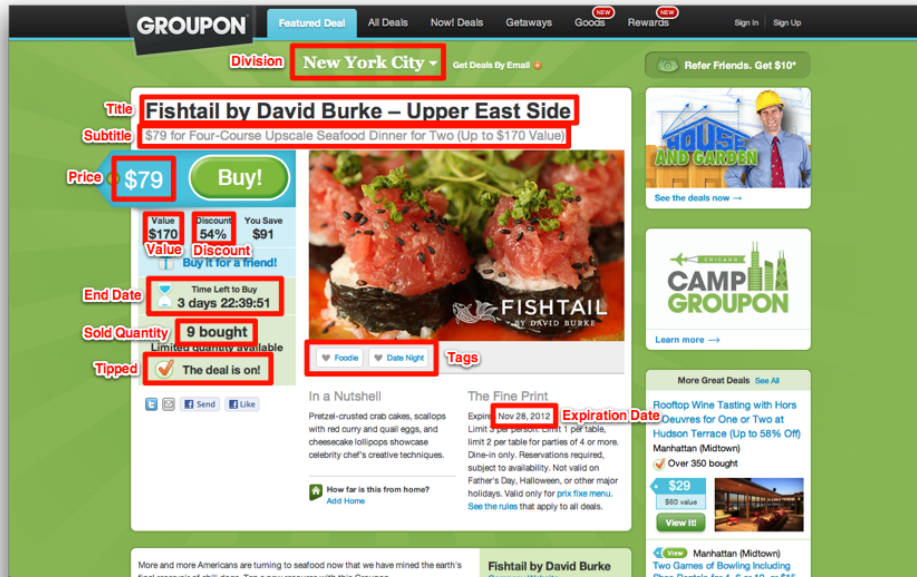 GROUPON
Featured Deal
All Deals
Now! Deals
Getaways
Goods
NEW
Rewards
NEW
Sign In
Sign Up
Division
New York City
Get Deals By Email
Refer Friends. Get $10*
Title
Fishtail by David Burke – Upper East Side
Subtitle
$79 for Four-Course Upscale Seafood Dinner for Two (Up to $170 Value)
Price
$79
Buy!
Value
Discount
You Save
$170
54%
$91
Value
Discount
Buy it for a friend!
End Date
Time Left to Buy
3 days 22:39:51
Sold Quantity
9 bought
Limited quantity available
Tipped
The deal is on!
Send
Like
FISHTAIL
BY DAVID BURKE
Foodie
Date Night
Tags
In a Nutshell
Pretzel-crusted crab cakes, scallops
with red curry and quail eggs, and
cheesecake lollipops showcase
celebrity chef's creative techniques.
How far is this from home?
Add Home
The Fine Print
Expires Nov 28, 2012
Expiration Date
Limit 3 per person. Limit 1 per table,
limit 2 per table for parties of 4 or more.
Dine-in only. Reservations required,
subject to availability. Not valid on
Father's Day, Halloween, or other major
holidays. Valid only for prix fixe menu.
See the rules that apply to all deals.
HOUSE
AND GARDEN
See the deals now →
CHICAGO
CAMP
GROUPON
Learn more →
More Great Deals See All
Rooftop Wine Tasting with Hors
D'Oeuvres for One or Two at
Hudson Terrace (Up to 58% Off)
Manhattan (Midtown)
Over 350 bought
$29
$60 value
View It!
View
Manhattan (Midtown)
Two Games of Bowling Including
More and more Americans are turning to seafood now that we have mined the earth's
Fishtail by David Burke